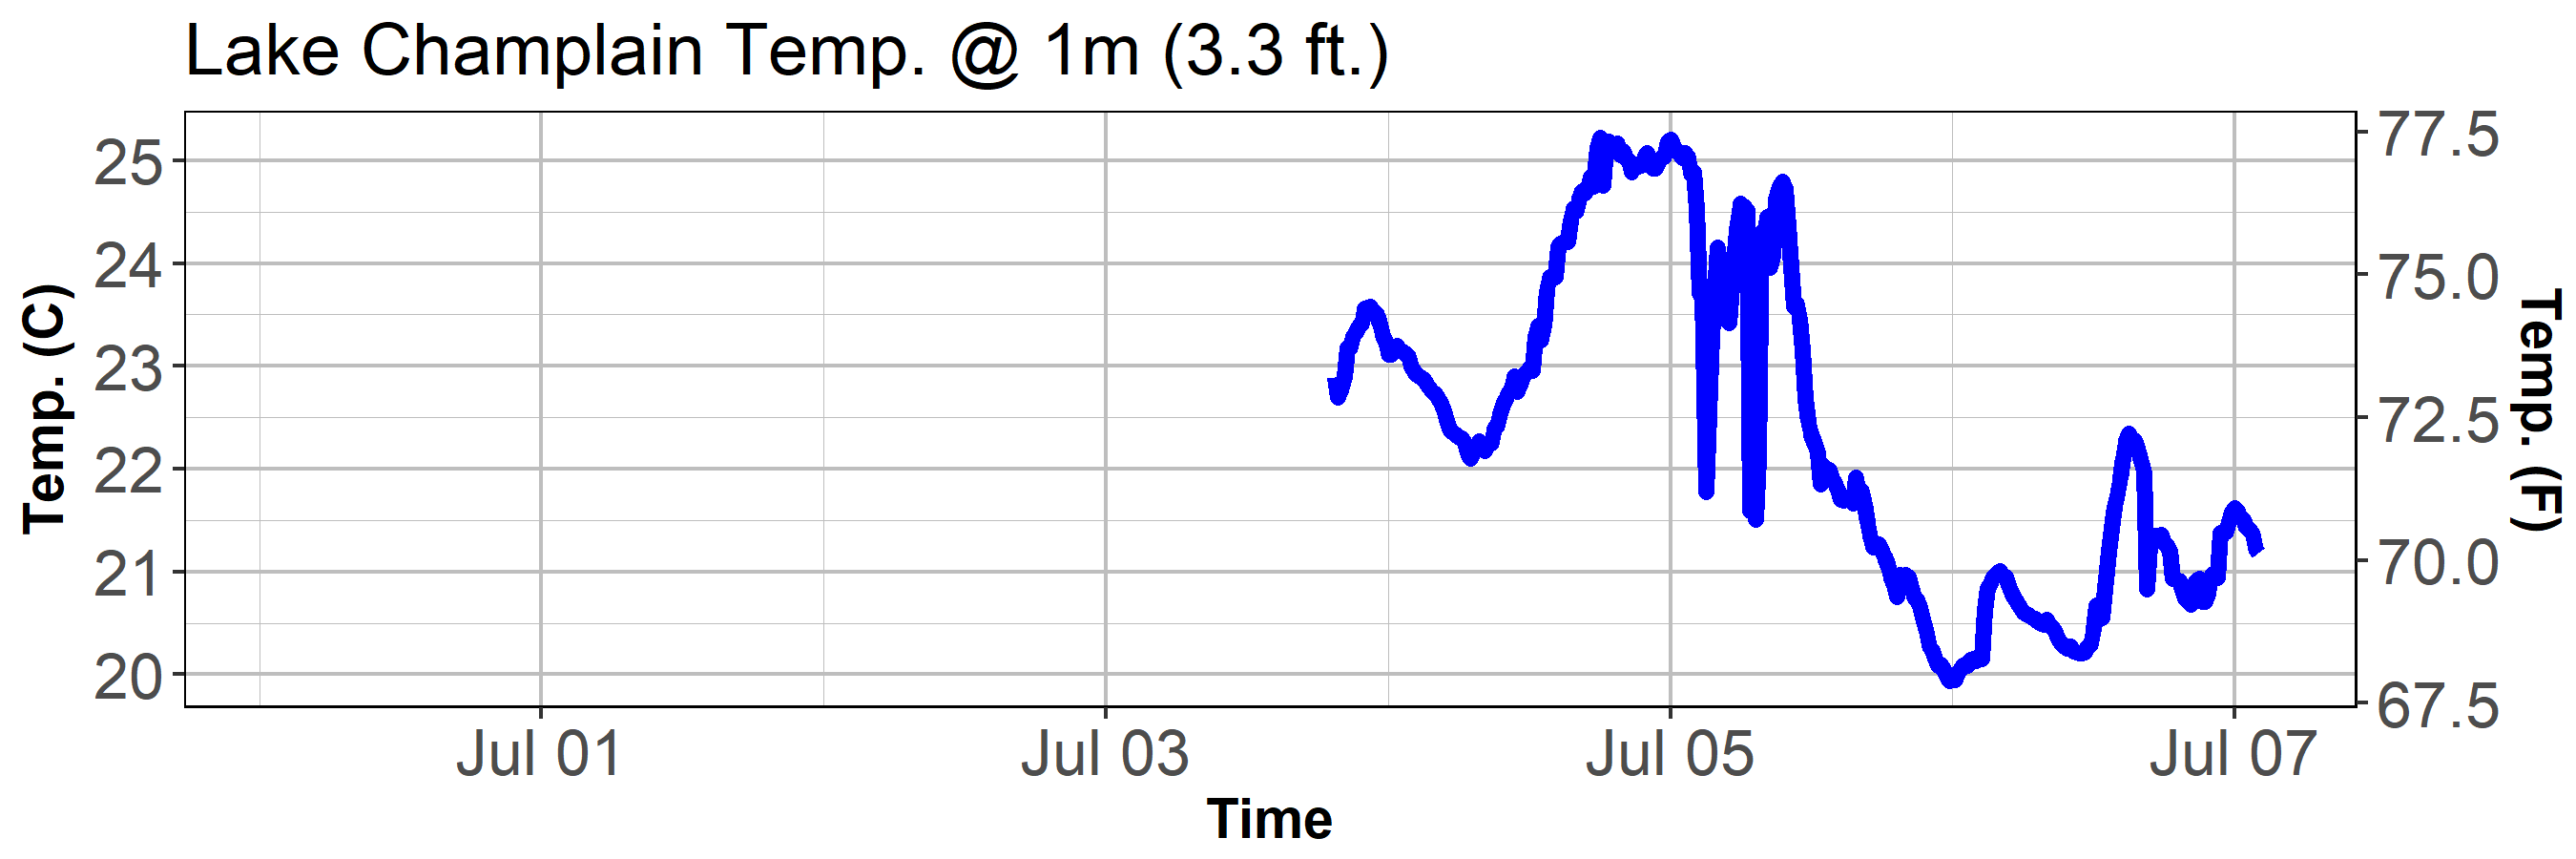 Lake Champlain Temp. @ 1m (3.3 ft.)
25
24
23
22
21
20
Temp. (C)
77.5
75.0
72.5
70.0
67.5
Temp. (F)
Jul 01
Jul 03
Jul 05
Jul 07
Time